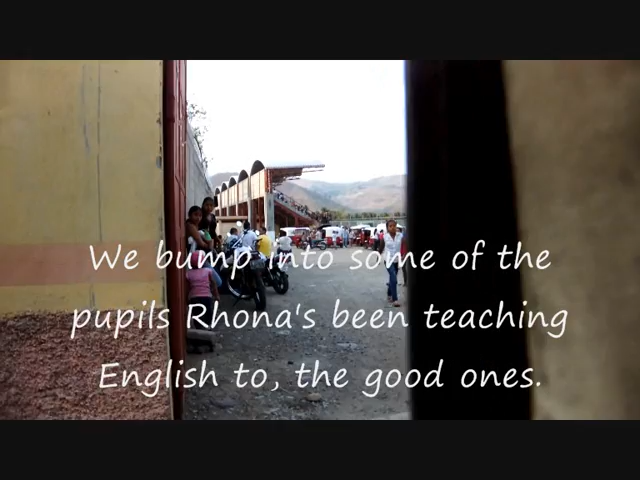 We bump into some of the
pupils Rhona's been teaching
English to, the good ones.